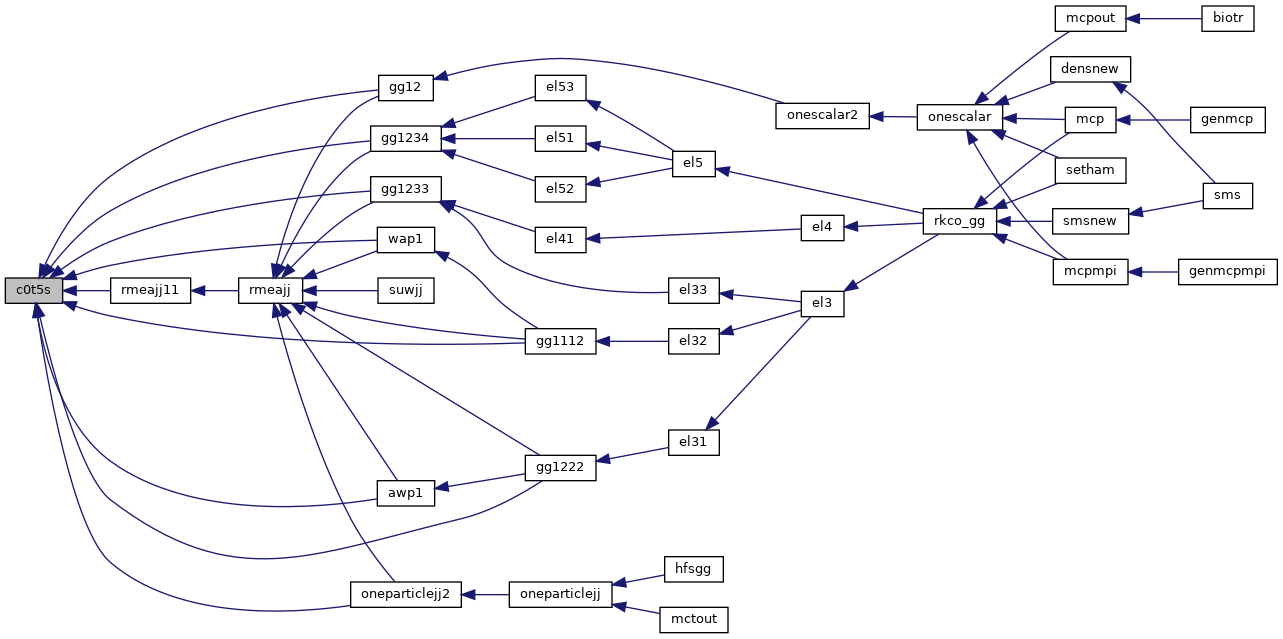 mcpout
biotr
densnew
gg12
el53
onescalar2
onescalar
mcp
genmcp
gg1234
el51
el5
setham
gg1233
el52
sms
rkco_gg
smsnew
wap1
el41
el4
mcpmpi
genmcpmpi
c0t5s
rmeajj11
rmeajj
suwjj
el33
el3
gg1112
el32
el31
gg1222
awp1
hfsgg
oneparticlejj2
oneparticlejj
mctout